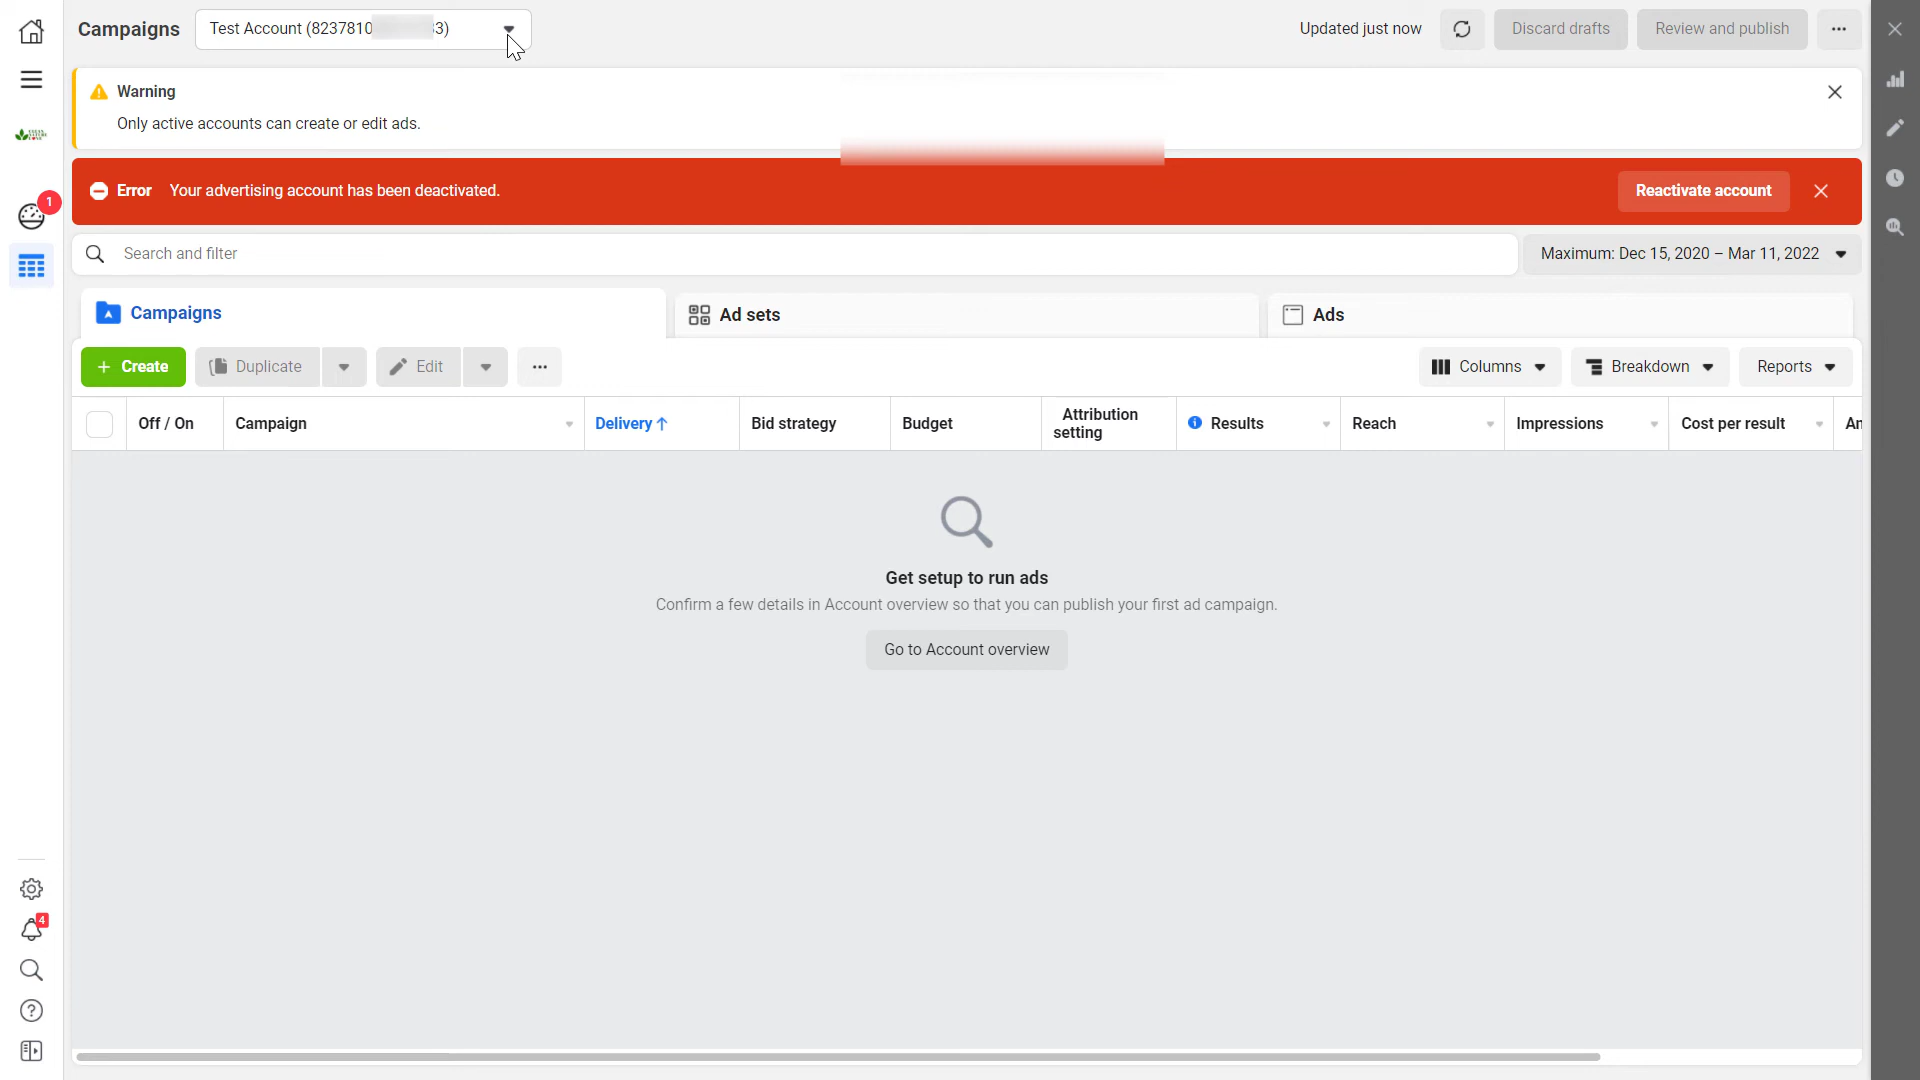 Campaigns
Test Account (8237810 3)
Updated just now
Discard drafts
Review and publish
Warning
Only active accounts can create or edit ads.
Error Your advertising account has been deactivated.
Reactivate account
1
Search and filter
Maximum: Dec 15, 2020 – Mar 11, 2022
Campaigns
Ad sets
Ads
+ Create
Duplicate
Edit
Columns
Breakdown
Reports
Off / On
Campaign
Delivery ↑
Bid strategy
Budget
Attribution
setting
Results
Reach
Impressions
Cost per result
Get setup to run ads
Confirm a few details in Account overview so that you can publish your first ad campaign.
Go to Account overview
4